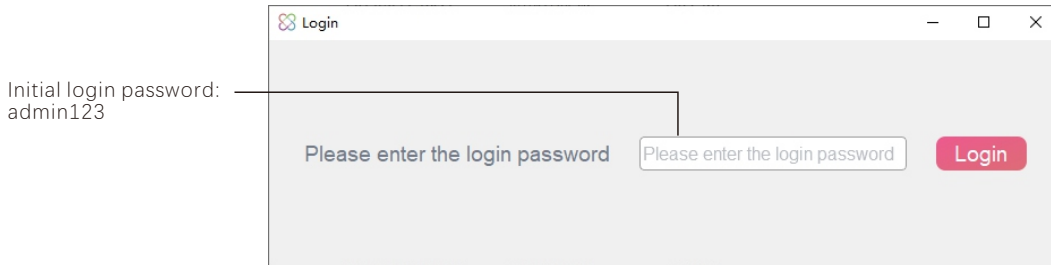 Login
Initial login password:
admin123
Please enter the login password
Please enter the login password
Login